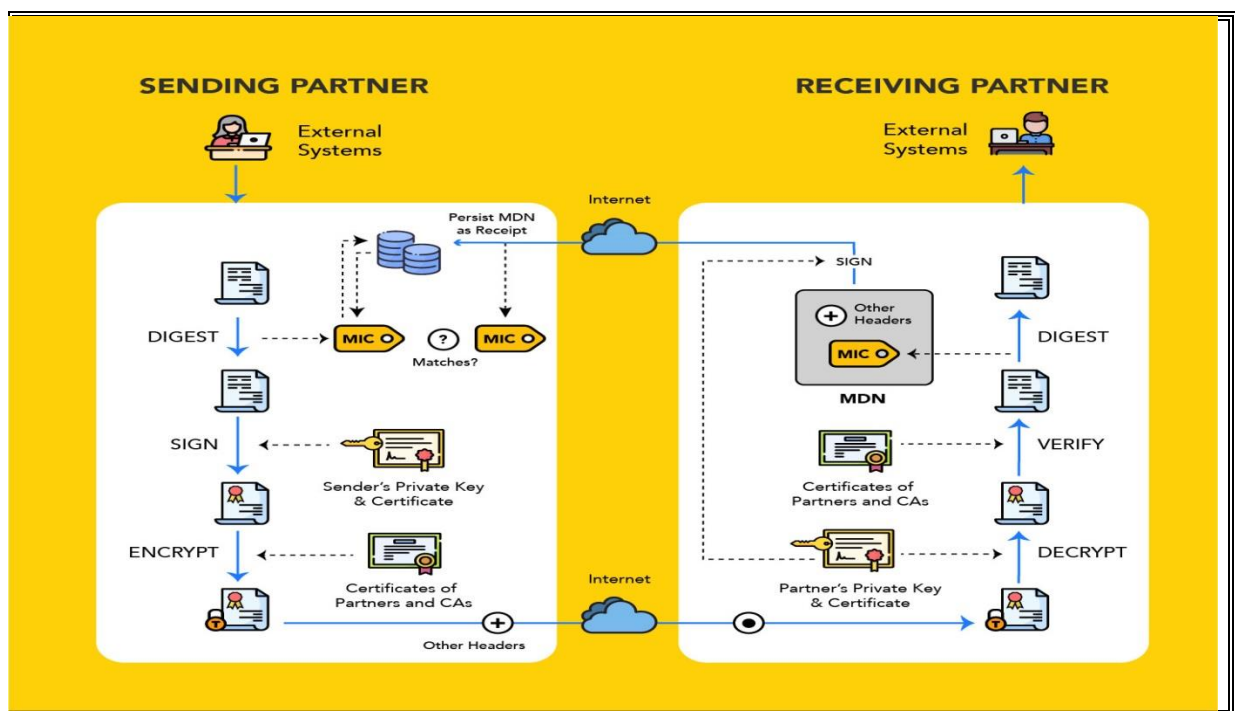 SENDING PARTNER
External
Systems
Persist MDN
as Receipt
DIGEST
MIC
?
MIC
Matches?
SIGN
Sender's Private Key
& Certificate
ENCRYPT
Certificates of
Partners and CAs
+
Other Headers
Internet
Internet
RECEIVING PARTNER
External
Systems
SIGN
+
Other
Headers
MIC
MDN
DIGEST
VERIFY
Certificates of
Partners and CAs
DECRYPT
Partner's Private Key
& Certificate